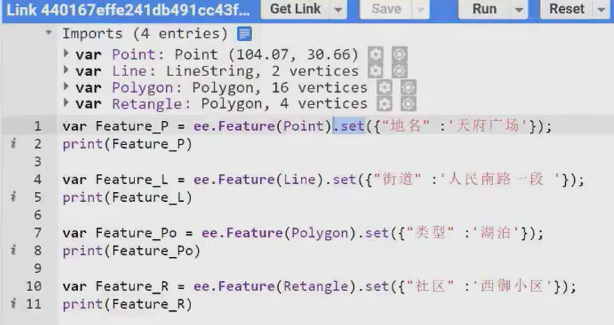 Link 440167effe241db491cc43f... Get Link Save Run Reset
Imports (4 entries)
var Point: Point (104.07, 30.66)
var Line: LineString, 2 vertices
var Polygon: Polygon, 16 vertices
var Retangle: Polygon, 4 vertices
1 var Feature_P = ee.Feature(Point).set({"地名" :'天府广场'});
i 2 print(Feature_P)
3
4 var Feature_L = ee.Feature(Line).set({"街道" :'人民南路一段 '});
i 5 print(Feature_L)
6
7 var Feature_Po = ee.Feature(Polygon).set({"类型" :'湖泊'});
i 8 print(Feature_Po)
9
10 var Feature_R = ee.Feature(Retangle).set({"社区" :'西御小区'});
i 11 print(Feature_R)